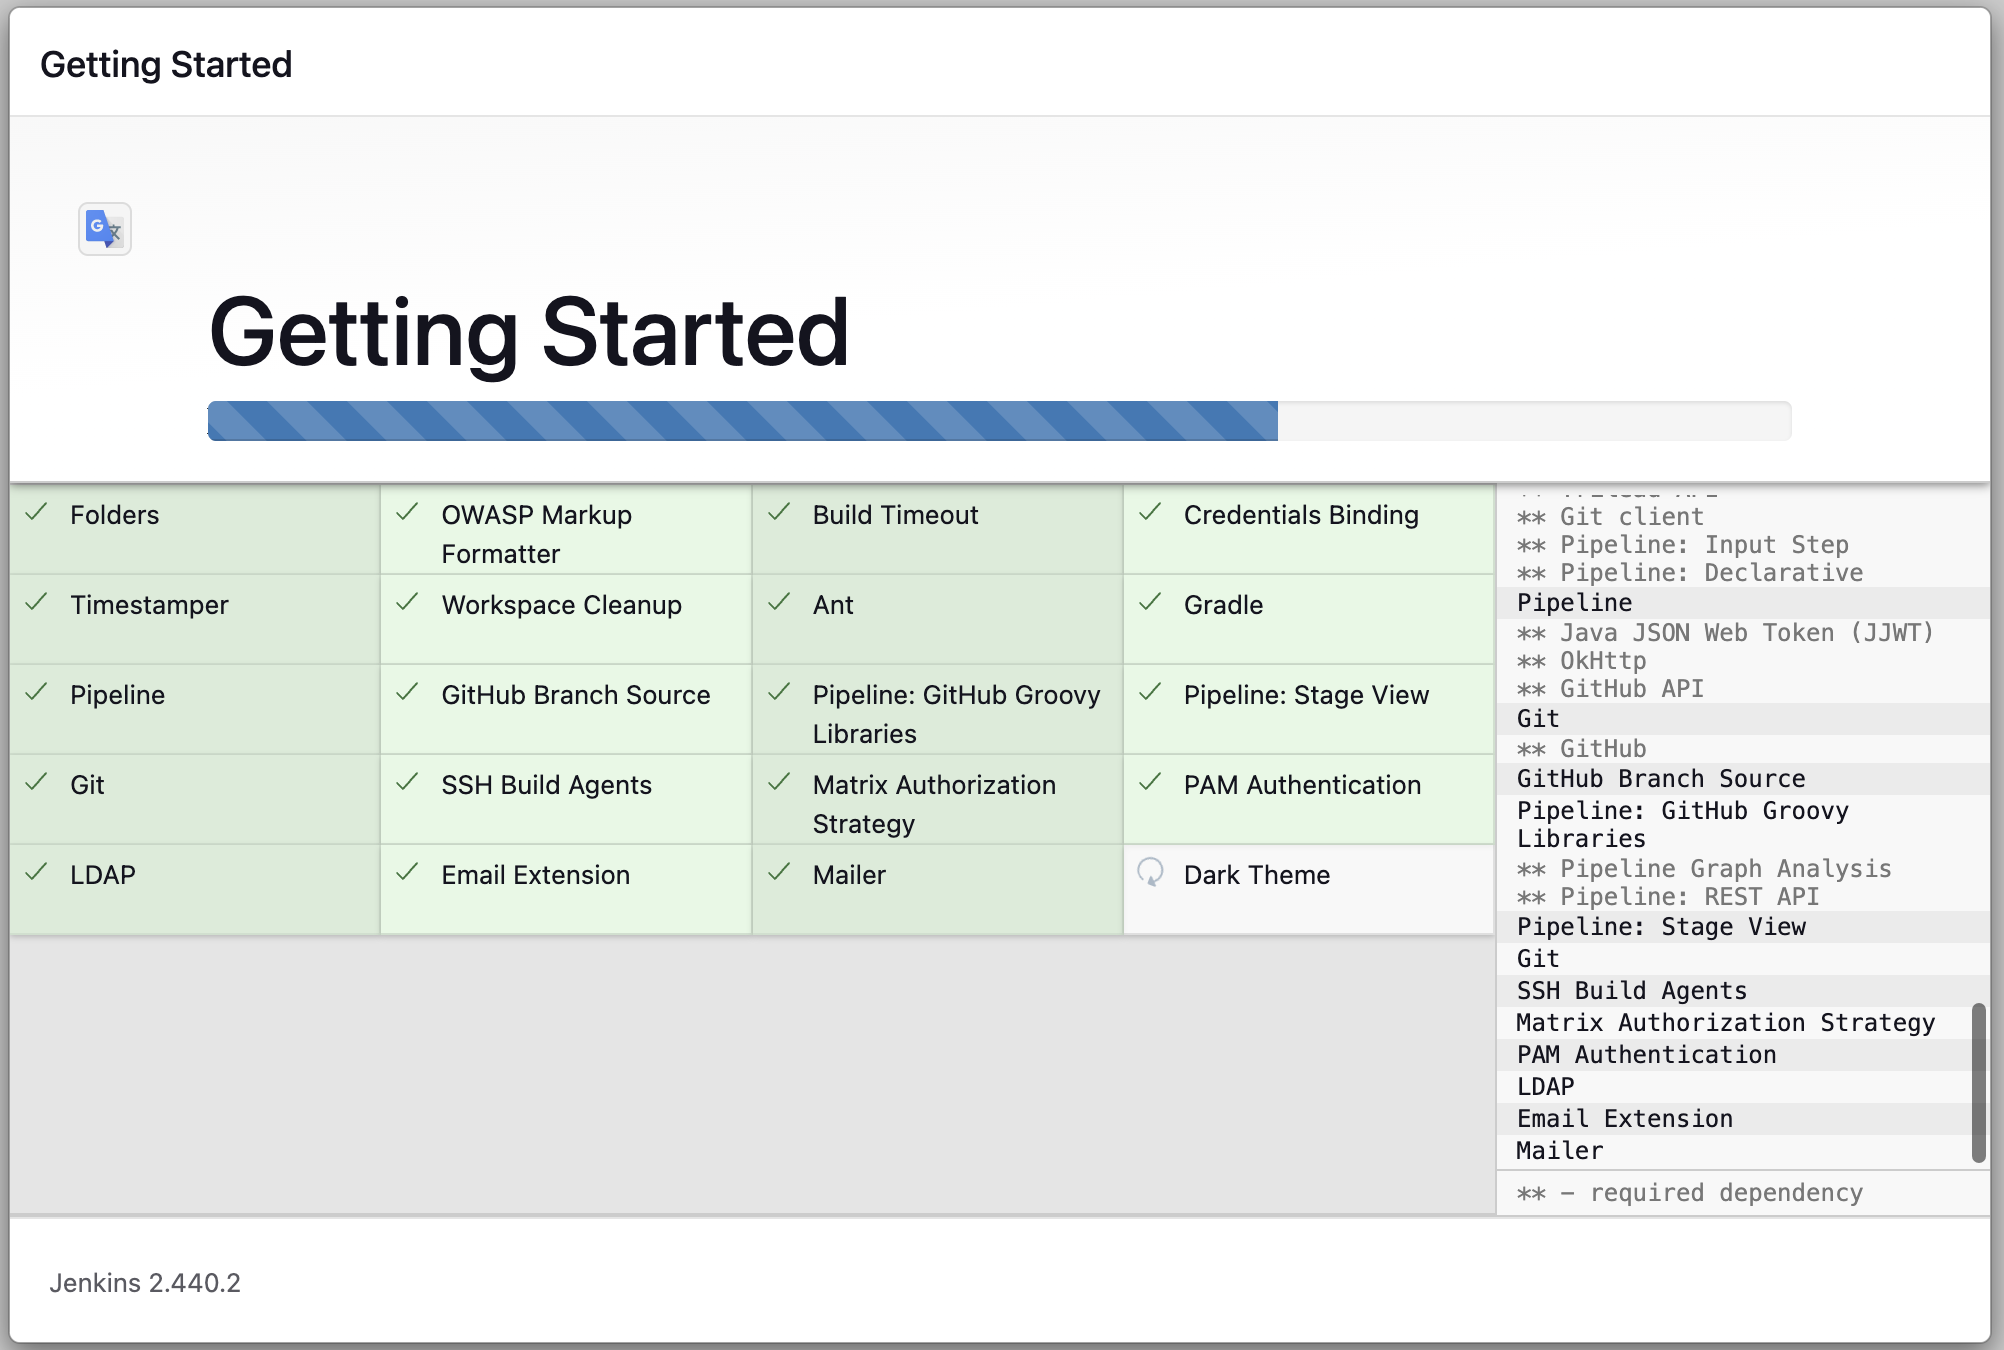 Getting Started
Getting Started
Folders
OWASP Markup
Formatter
Build Timeout
Credentials Binding
Timestamper
Workspace Cleanup
Ant
Gradle
Pipeline
GitHub Branch Source
Pipeline: GitHub Groovy
Libraries
Pipeline: Stage View
Git
SSH Build Agents
Matrix Authorization
Strategy
PAM Authentication
LDAP
Email Extension
Mailer
Dark Theme
** Git client
** Pipeline: Input Step
** Pipeline: Declarative
Pipeline
** Java JSON Web Token (JJWT)
** OkHttp
** GitHub API
Git
** GitHub
GitHub Branch Source
Pipeline: GitHub Groovy
Libraries
** Pipeline Graph Analysis
** Pipeline: REST API
Pipeline: Stage View
Git
SSH Build Agents
Matrix Authorization Strategy
PAM Authentication
LDAP
Email Extension
Mailer
** - required dependency
Jenkins 2.440.2